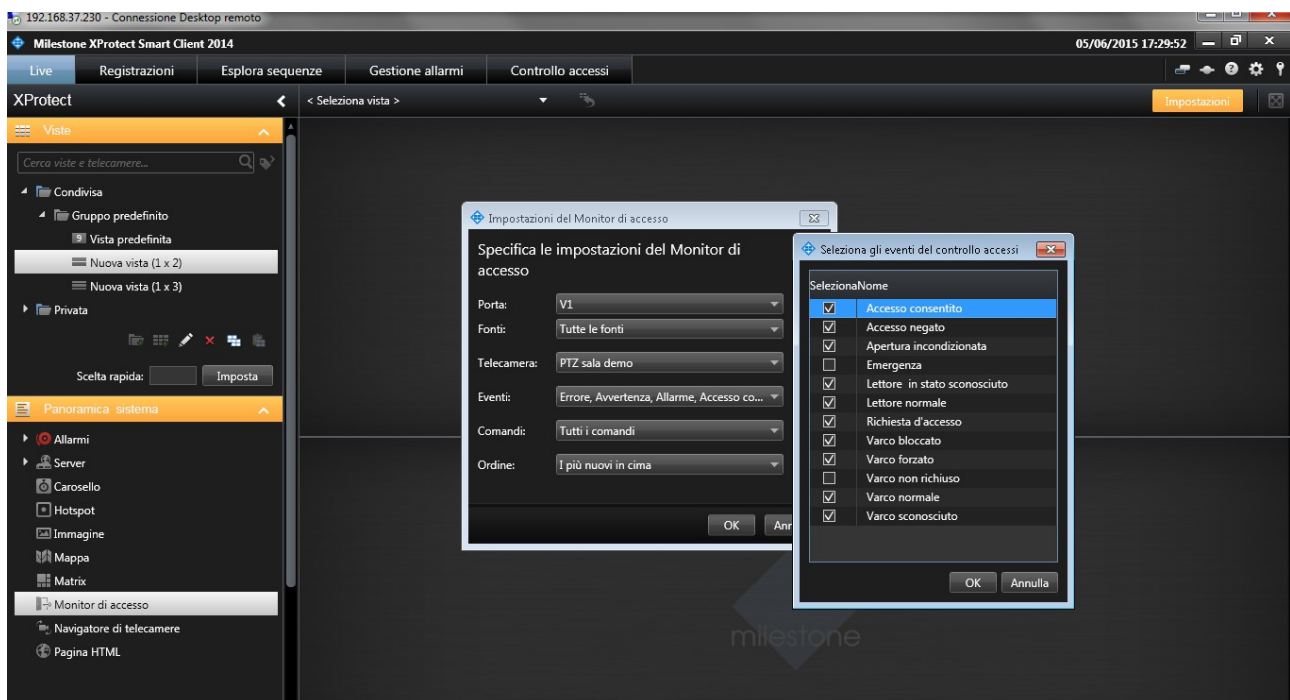 192.168.37.230 - Connessione Desktop remoto
Milestone XProtect Smart Client 2014
05/06/2015 17:29:52
Live Registrazioni Esplora sequenze Gestione allarmi Controllo accessi
XProtect
< Seleziona vista >
Impostazioni
Viste
Cerca viste e telecamere...
Condivisa
Gruppo predefinito
9 Vista predefinita
Nuova vista (1 x 2)
Nuova vista (1 x 3)
Privata
Scelta rapida: Imposta
Panoramica sistema
Allarmi
Server
Carosello
Hotspot
Immagine
Mappa
Matrix
Monitor di accesso
Navigatore di telecamere
Pagina HTML
Impostazioni del Monitor di accesso
Specifica le impostazioni del Monitor di
accesso
Porta: V1
Fonti: Tutte le fonti
Telecamera: PTZ sala demo
Eventi: Errore, Avvertenza, Allarme, Accesso co...
Comandi: Tutti i comandi
Ordine: I più nuovi in cima
OK Anr
Seleziona gli eventi del controllo accessi
SelezionaNome
Accesso consentito
Accesso negato
Apertura incondizionata
Emergenza
Lettore in stato sconosciuto
Lettore normale
Richiesta d'accesso
Varco bloccato
Varco forzato
Varco non richiuso
Varco normale
Varco sconosciuto
OK Annulla
milestone